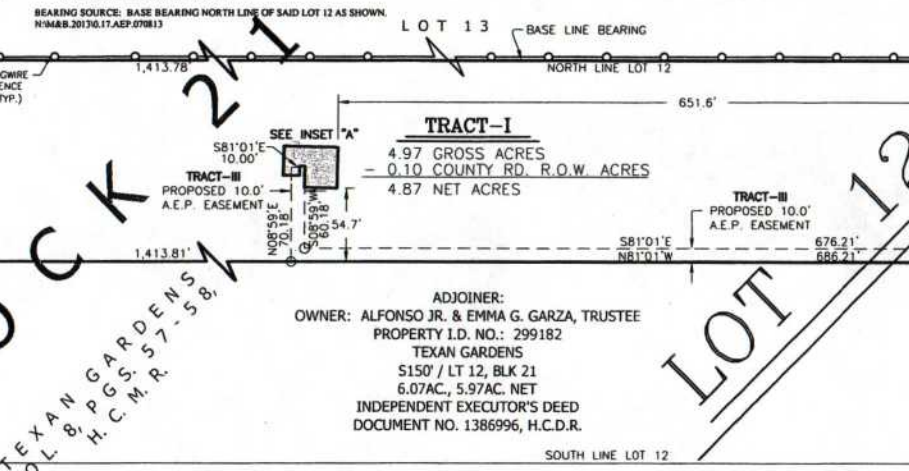 BEARING SOURCE: BASE BEARING NORTH LINE OF SAID LOT 12 AS SHOWN.
N:\M&B.2013\0.17.AEP.070813
LOT 13
BASE LINE BEARING
GWIRE
ENCE
TYP.)
1,413.78'
NORTH LINE LOT 12
651.6'
OCK 21
SEE INSET "A"
S81°01'E
10.00'
TRACT-I
4.97 GROSS ACRES
- 0.10 COUNTY RD. R.O.W. ACRES
4.87 NET ACRES
TRACT-III
PROPOSED 10.0'
A.E.P. EASEMENT
N08°59'E
70.18'
S08°59'W
60.18'
54.7'
TRACT-III
PROPOSED 10.0'
A.E.P. EASEMENT
LOT 12
1,413.81'
S81°01'E 676.21'
N81°01'W 686.21'
TEXAN GARDENS
OL. 8, PGS. 57-58,
H.C.M.R.
ADJOINER:
OWNER: ALFONSO JR. & EMMA G. GARZA, TRUSTEE
PROPERTY I.D. NO.: 299182
TEXAN GARDENS
S150' / LT 12, BLK 21
6.07AC., 5.97AC. NET
INDEPENDENT EXECUTOR'S DEED
DOCUMENT NO. 1386996, H.C.D.R.
SOUTH LINE LOT 12